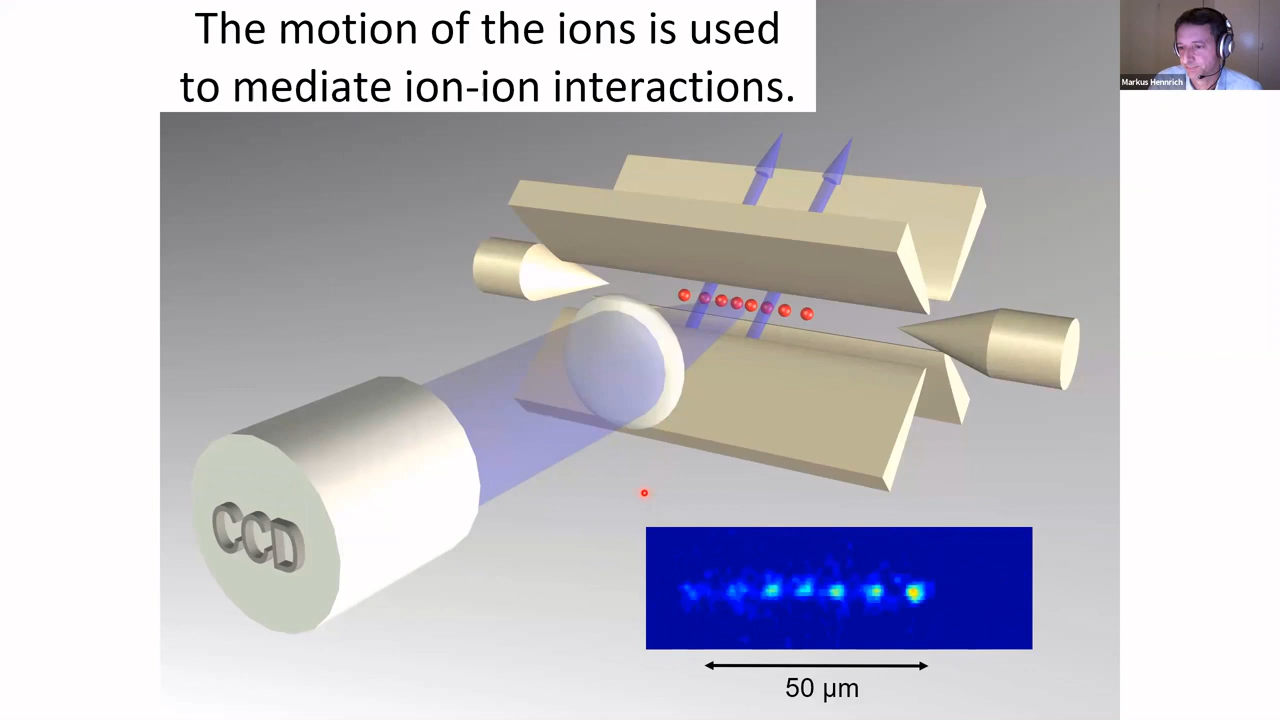 The motion of the ions is used
to mediate ion-ion interactions.
Markus Hennrich
CCD
50 µm